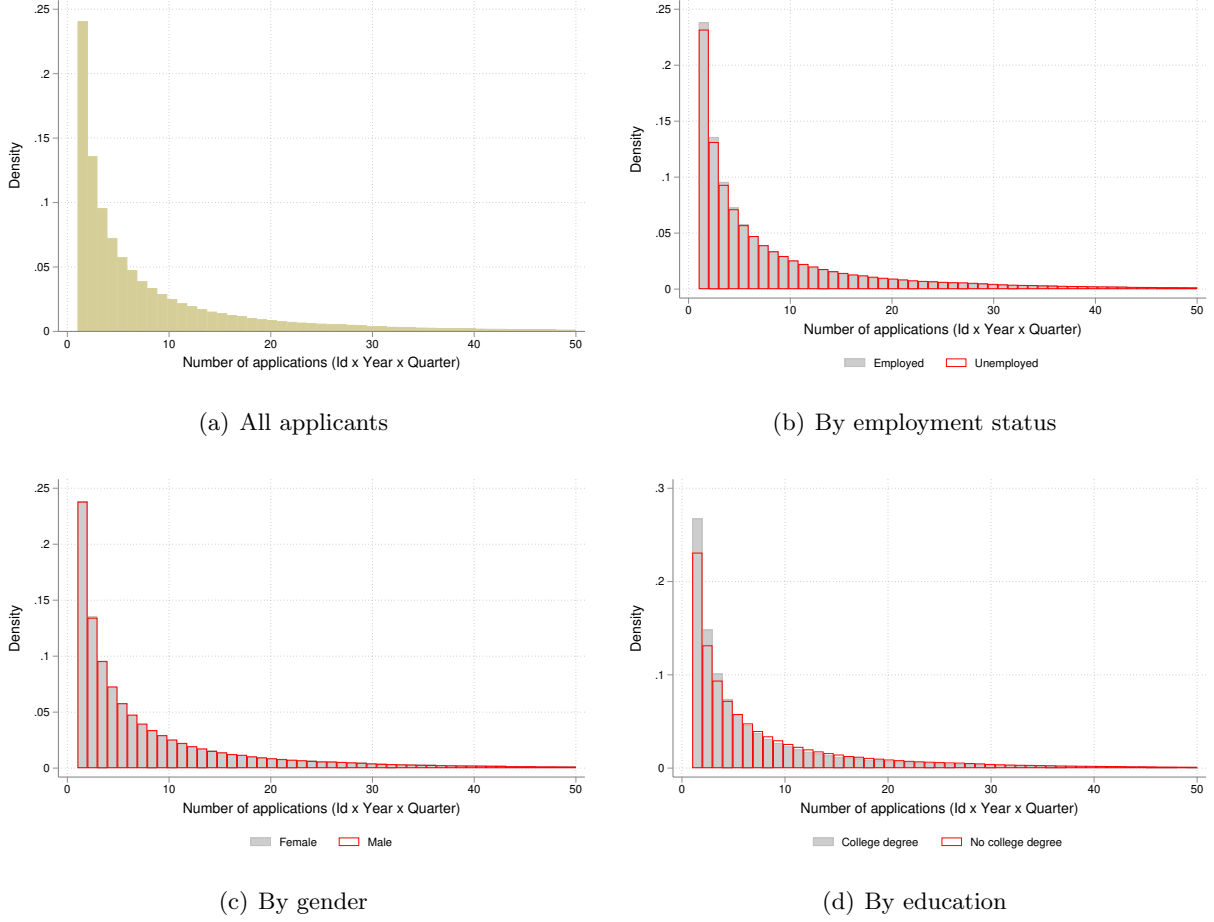 .25
.2
.15
.1
.05
0
Density
0 10 20 30 40 50
Number of applications (Id x Year x Quarter)
(a) All applicants
.25
.2
.15
.1
.05
0
Density
0 10 20 30 40 50
Number of applications (Id x Year x Quarter)
Employed Unemployed
(b) By employment status
.25
.2
.15
.1
.05
0
Density
0 10 20 30 40 50
Number of applications (Id x Year x Quarter)
Female Male
(c) By gender
.3
.2
.1
0
Density
0 10 20 30 40 50
Number of applications (Id x Year x Quarter)
College degree No college degree
(d) By education